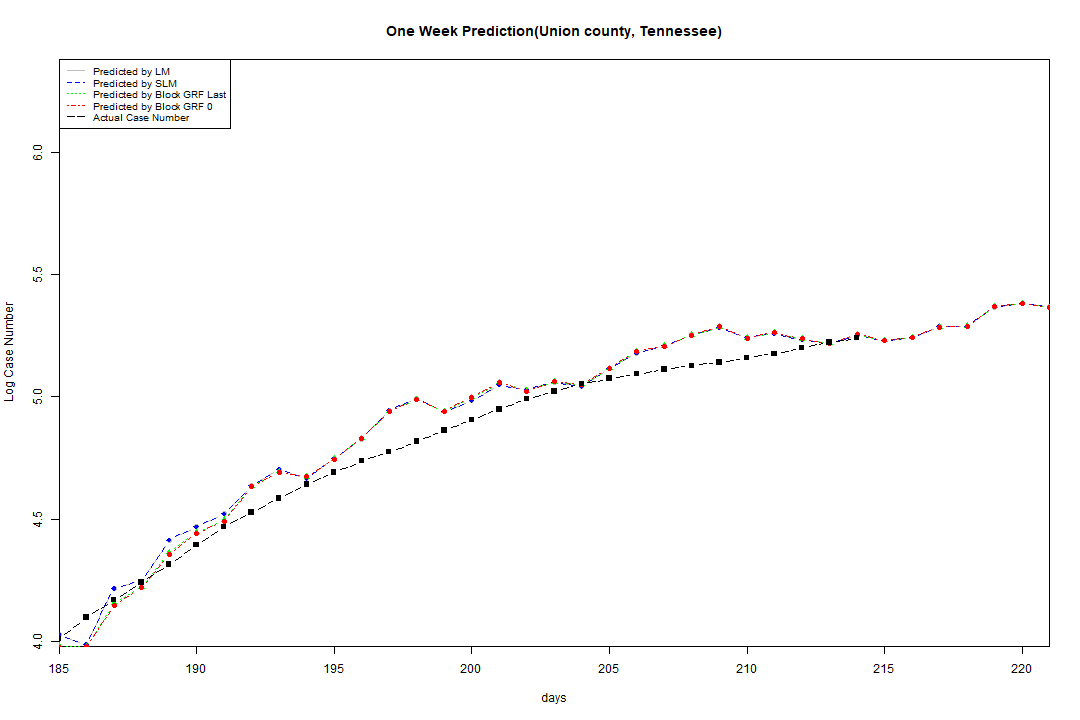 One Week Prediction(Union county, Tennessee)
Predicted by LM
Predicted by SLM
Predicted by Block GRF Last
Predicted by Block GRF 0
Actual Case Number
6.0
5.5
5.0
4.5
4.0
Log Case Number
185 190 195 200 205 210 215 220
days